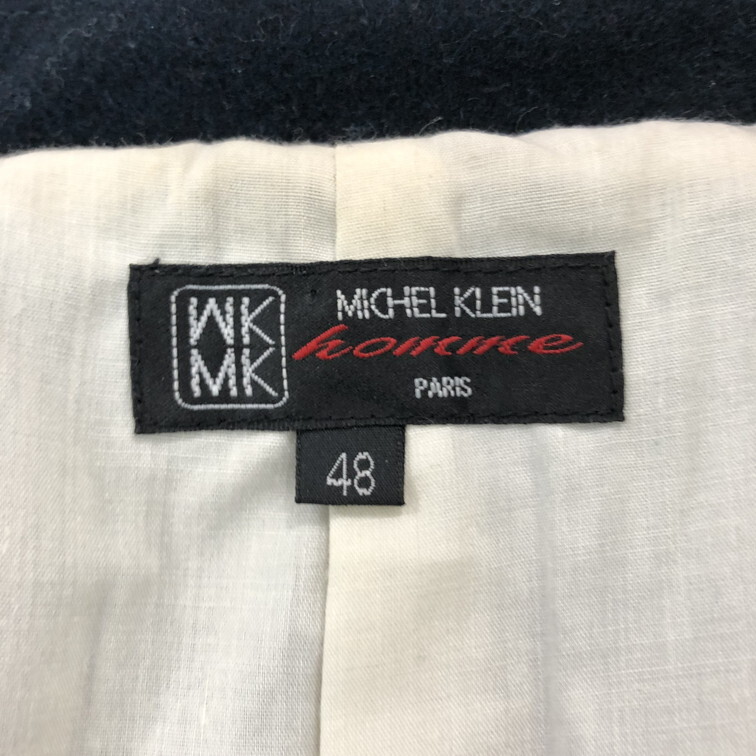 MK
MK
MICHEL KLEIN
homme
PARIS
48